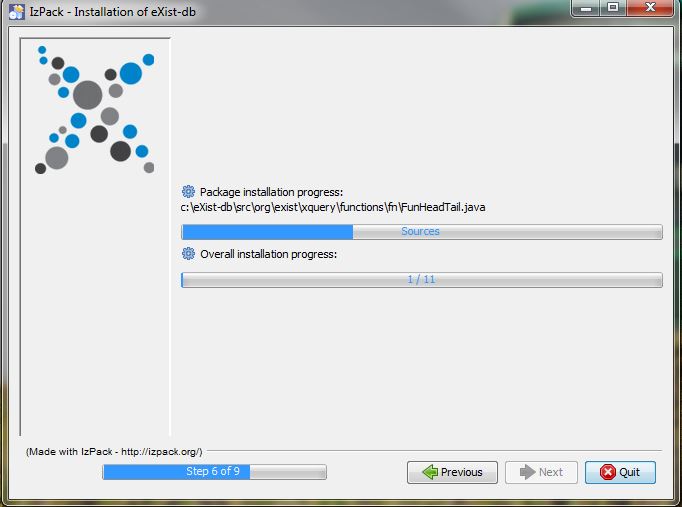 IzPack - Installation of eXist-db
Package installation progress:
c:\eXist-db\src\org\exist\xquery\functions\fn\FunHeadTail.java
Sources
Overall installation progress:
1 / 11
(Made with IzPack - http://izpack.org/)
Step 6 of 9
Previous
Next
Quit